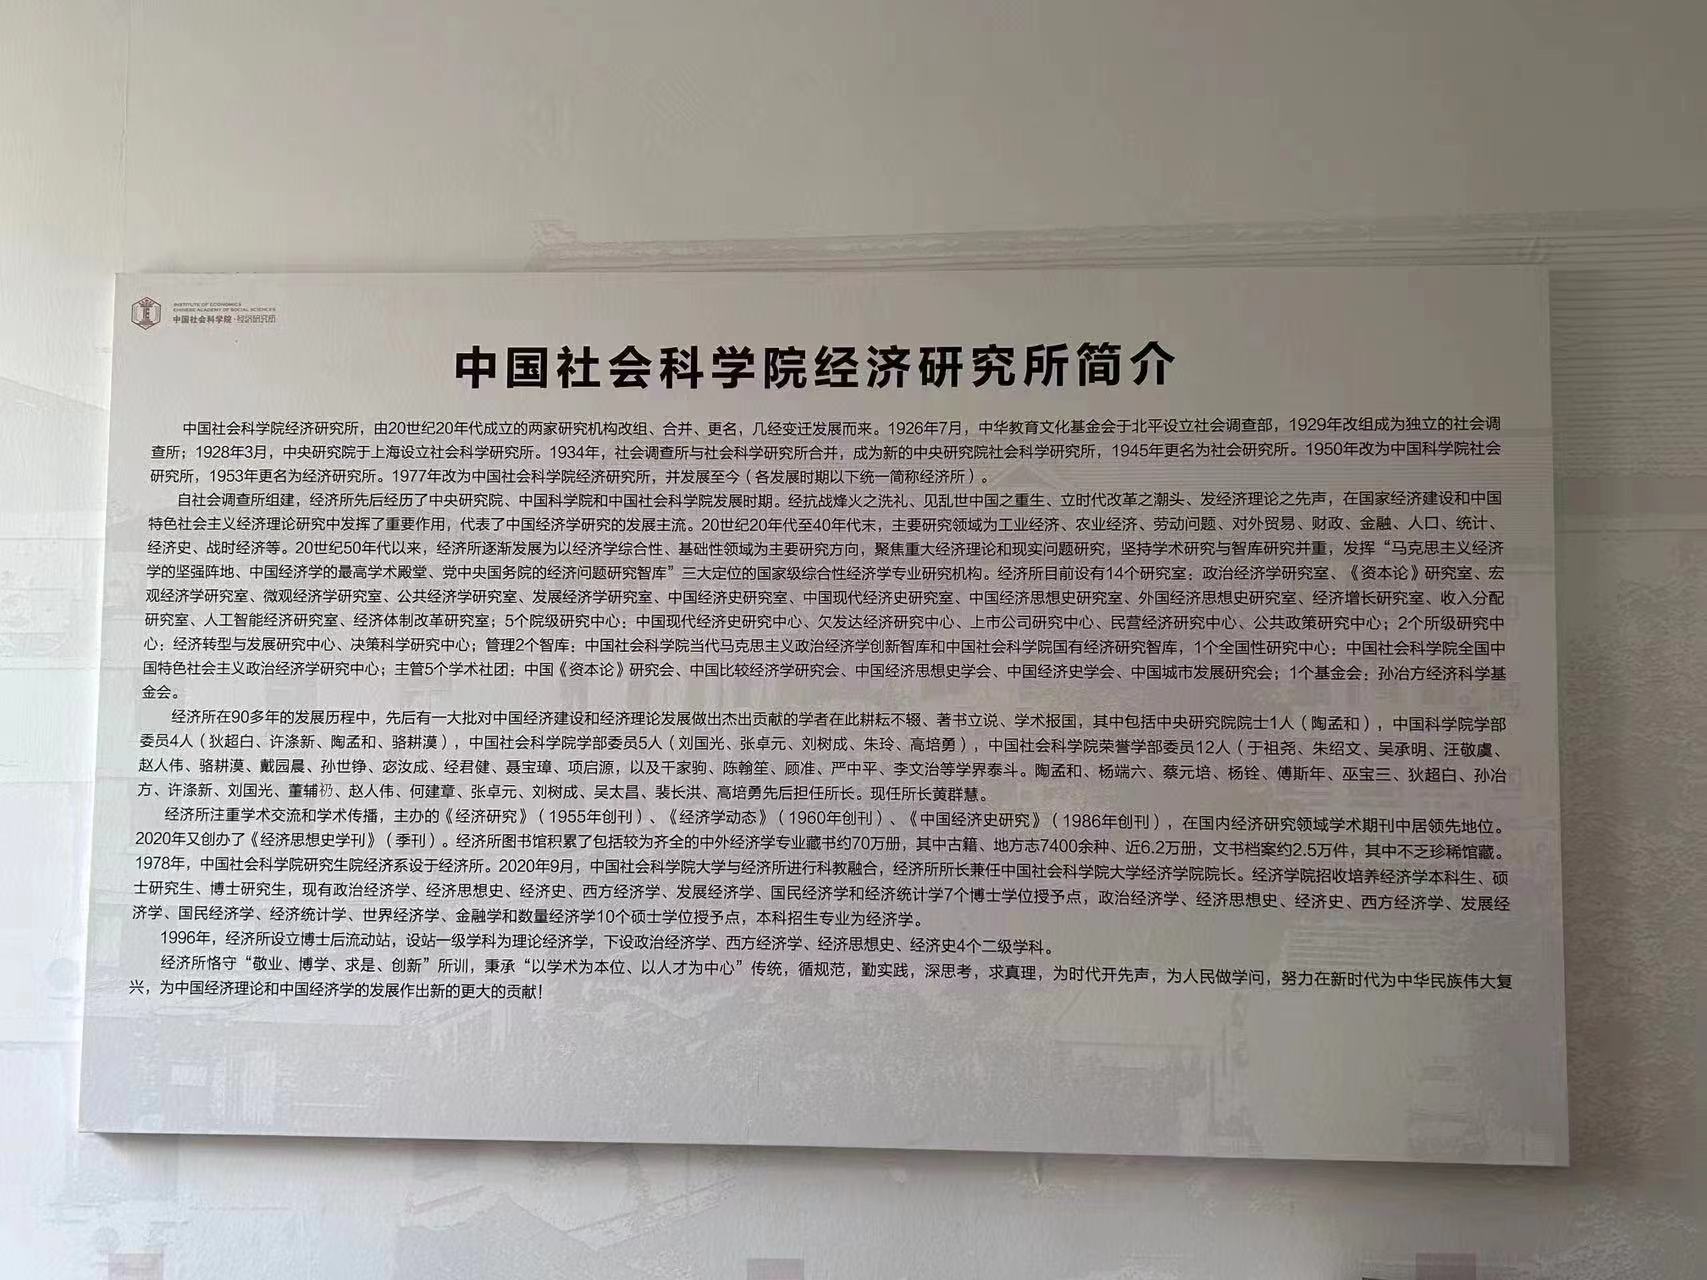 INSTITUTE OF ECONOMICS
CHINESE ACADEMY OF SOCIAL SCIENCES
中国社会科学院·经济研究所
中国社会科学院经济研究所简介
中国社会科学院经济研究所，由20世纪20年代成立的两家研究机构改组、合并、更名，几经变迁发展而来。1926年7月，中华教育文化基金会于北平设立社会调查部，1929年改组成为独立的社会调
查所；1928年3月，中央研究院于上海设立社会科学研究所。1934年，社会调查所与社会科学研究所合并，成为新的中央研究院社会科学研究所，1945年更名为社会研究所。1950年改为中国科学院社会
研究所，1953年更名为经济研究所。1977年改为中国社会科学院经济研究所，并发展至今（各发展时期以下统一简称经济所）。
自社会调查所组建，经济所先后经历了中央研究院、中国科学院和中国社会科学院发展时期。经抗战烽火之洗礼、见乱世中国之重生、立时代改革之潮头、发经济理论之先声，在国家经济建设和中国
特色社会主义经济理论研究中发挥了重要作用，代表了中国经济学研究的发展主流。20世纪20年代至40年代末，主要研究领域为工业经济、农业经济、劳动问题、对外贸易、财政、金融、人口、统计、
经济史、战时经济等。20世纪50年代以来，经济所逐渐发展为以经济学综合性、基础性领域为主要研究方向，聚焦重大经济理论和现实问题研究，坚持学术研究与智库研究并重，发挥“马克思主义经济
学的坚强阵地、中国经济学的最高学术殿堂、党中央国务院的经济问题研究智库”三大定位的国家级综合性经济学专业研究机构。经济所目前设有14个研究室：政治经济学研究室、《资本论》研究室、宏
观经济学研究室、微观经济学研究室、公共经济学研究室、发展经济学研究室、中国经济史研究室、中国现代经济史研究室、中国经济思想史研究室、外国经济思想史研究室、经济增长研究室、收入分配
研究室、人工智能经济研究室、经济体制改革研究室；5个院级研究中心：中国现代经济史研究中心、欠发达经济研究中心、上市公司研究中心、民营经济研究中心、公共政策研究中心；2个所级研究中
心：经济转型与发展研究中心、决策科学研究中心；管理2个智库：中国社会科学院当代马克思主义政治经济学创新智库和中国社会科学院国有经济研究智库，1个全国性研究中心：中国社会科学院全国中
国特色社会主义政治经济学研究中心；主管5个学术社团：中国《资本论》研究会、中国比较经济学研究会、中国经济思想史学会、中国经济史学会、中国城市发展研究会；1个基金会：孙冶方经济科学基
金会。
经济所在90多年的发展历程中，先后有一大批对中国经济建设和经济理论发展做出杰出贡献的学者在此耕耘不辍、著书立说、学术报国，其中包括中央研究院院士1人（陶孟和），中国科学院学部
委员4人（狄超白、许涤新、陶孟和、骆耕漠），中国社会科学院学部委员5人（刘国光、张卓元、刘树成、朱玲、高培勇），中国社会科学院荣誉学部委员12人（于祖尧、朱绍文、吴承明、汪敬虞、
赵人伟、骆耕漠、戴园晨、孙世铮、宓汝成、经君健、聂宝璋、项启源，以及千家驹、陈翰笙、顾准、严中平、李文治等学界泰斗。陶孟和、杨端六、蔡元培、杨铨、傅斯年、巫宝三、狄超白、孙冶
方、许涤新、刘国光、董辅礽、赵人伟、何建章、张卓元、刘树成、吴太昌、裴长洪、高培勇先后担任所长。现任所长黄群慧。
经济所注重学术交流和学术传播，主办的《经济研究》（1955年创刊）、《经济学动态》（1960年创刊）、《中国经济史研究》（1986年创刊），在国内经济研究领域学术期刊中居领先地位。
2020年又创办了《经济思想史学刊》（季刊）。经济所图书馆积累了包括较为齐全的中外经济学专业藏书约70万册，其中古籍、地方志7400余种、近6.2万册，文书档案约2.5万件，其中不乏珍稀馆藏。
1978年，中国社会科学院研究生院经济系设于经济所。2020年9月，中国社会科学院大学与经济所进行科教融合，经济所所长兼任中国社会科学院大学经济学院院长。经济学院招收培养经济学本科生、硕
士研究生、博士研究生，现有政治经济学、经济思想史、经济史、西方经济学、发展经济学、国民经济学和经济统计学7个博士学位授予点，政治经济学、经济思想史、经济史、西方经济学、发展经
济学、国民经济学、经济统计学、世界经济学、金融学和数量经济学10个硕士学位授予点，本科招生专业为经济学。
1996年，经济所设立博士后流动站，设站一级学科为理论经济学，下设政治经济学、西方经济学、经济思想史、经济史4个二级学科。
经济所恪守“敬业、博学、求是、创新”所训，秉承“以学术为本位、以人才为中心”传统，循规范，勤实践，深思考，求真理，为时代开先声，为人民做学问，努力在新时代为中华民族伟大复
兴，为中国经济理论和中国经济学的发展作出新的更大的贡献！